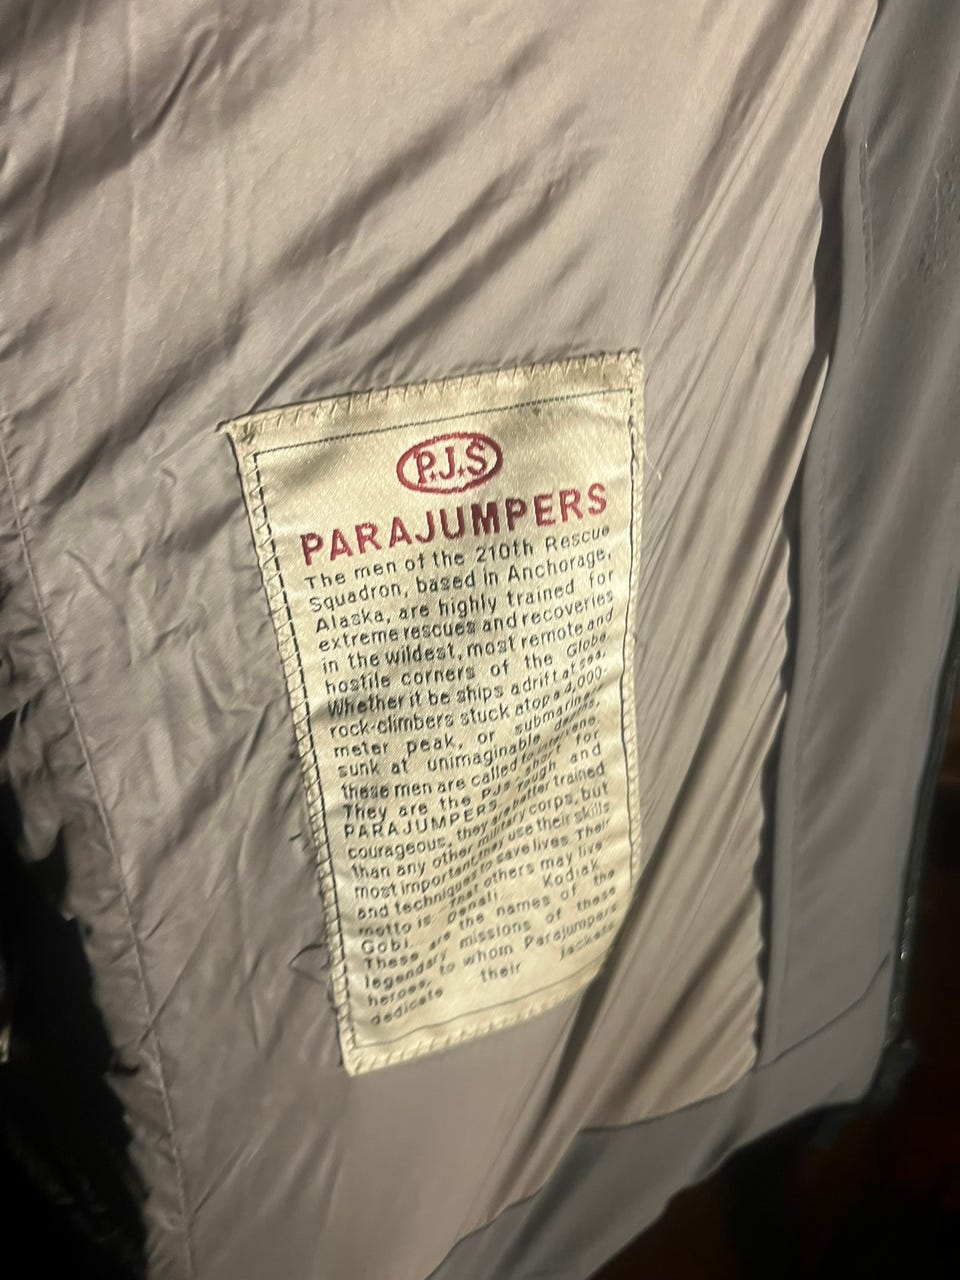 P.J.S
PARAJUMPERS
The men of the 210th Rescue
Squadron, based in Anchorage,
Alaska, are highly trained for
extreme rescues and recoveries
in the wildest, most remote and
hostile corners of the Globe.
Whether it be ships adrift at sea,
rock-climbers stuck atop a 4,000-
meter peak, or submariners
sunk at unimaginable depths,
these men are called to intervene.
They are the PJs - short for
PARAJUMPERS. Tough and
courageous, they are better trained
than any other military corps, but
most important may use their skills
and techniques to save lives. Their
motto is: That others may live
Gobi, Denali, Kodiak.
These are the names of the
legendary missions of these
heroes, to whom Parajumpers
dedicate their jackets